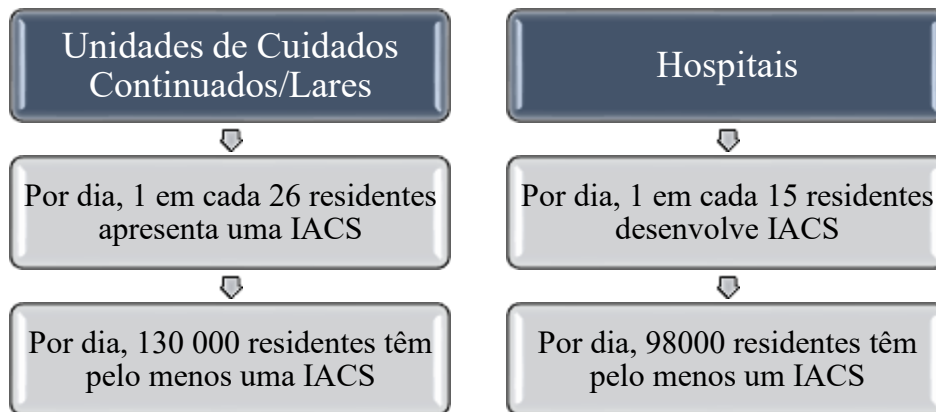 Unidades de Cuidados
Continuados/Lares
Por dia, 1 em cada 26 residentes
apresenta uma IACS
Por dia, 130 000 residentes têm
pelo menos uma IACS
Hospitais
Por dia, 1 em cada 15 residentes
desenvolve IACS
Por dia, 98000 residentes têm
pelo menos um IACS